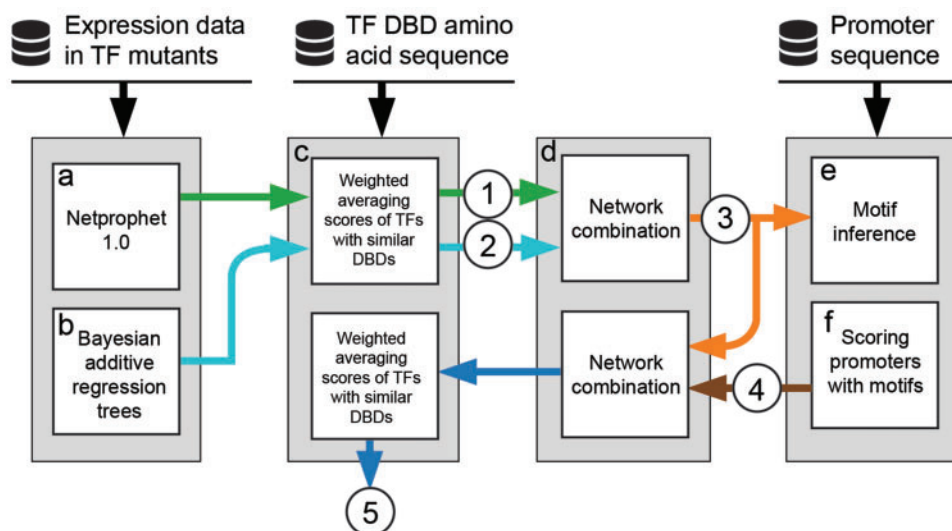 Expression data
in TF mutants
TF DBD amino
acid sequence
Promoter
sequence
a
Netprophet
1.0
b
Bayesian
additive
regression
trees
c
Weighted
averaging
scores of TFs
with similar
DBDs
Weighted
averaging
scores of TFs
with similar
DBDs
1
2
d
Network
combination
Network
combination
3
4
e
Motif
inference
f
Scoring
promoters
with motifs
5